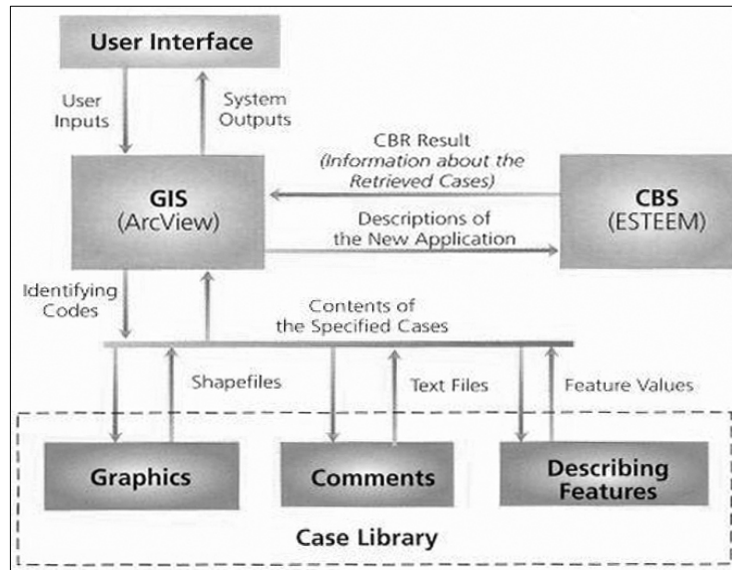 User Interface
User
Inputs
System
Outputs
CBR Result
(Information about the
Retrieved Cases)
GIS
(ArcView)
CBS
(ESTEEM)
Descriptions of
the New Application
Identifying
Codes
Contents of
the Specified Cases
Shapefiles
Text Files
Feature Values
Graphics
Comments
Describing
Features
Case Library